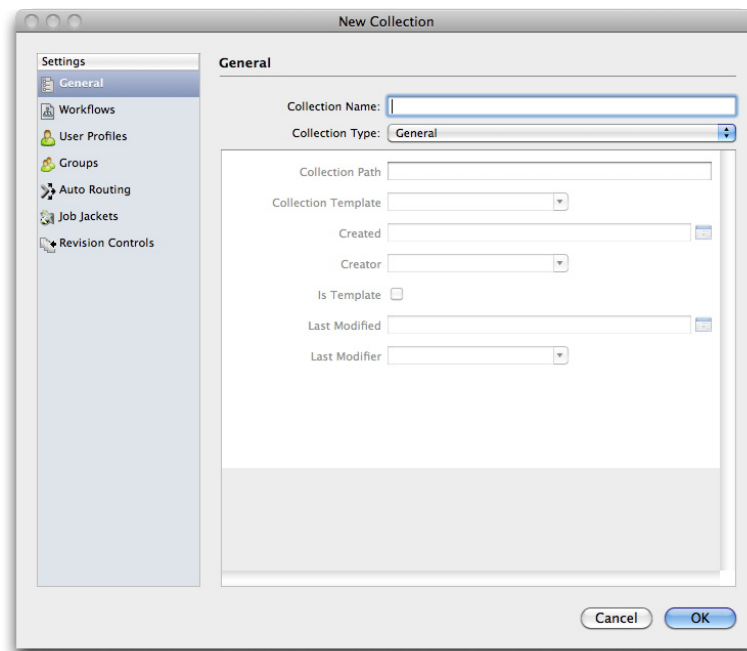 New Collection
Settings
General
Workflows
User Profiles
Groups
Auto Routing
Job Jackets
Revision Controls
General
Collection Name:
Collection Type: General
Collection Path
Collection Template
Created
Creator
Is Template
Last Modified
Last Modifier
Cancel OK